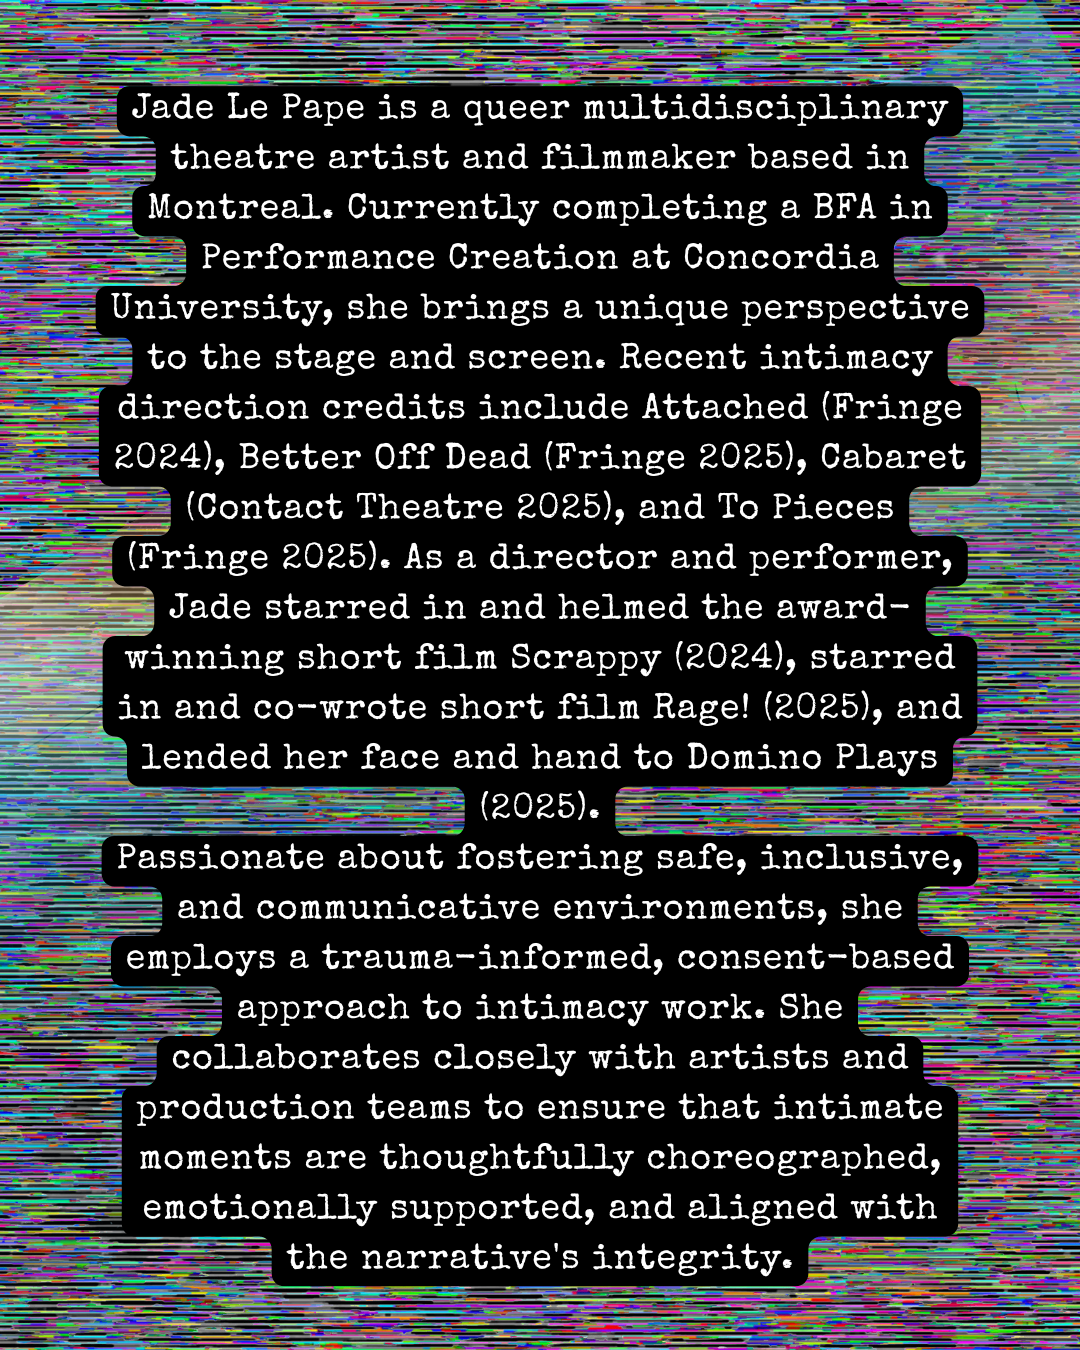 Jade Le Pape is a queer multidisciplinary
theatre artist and filmmaker based in
Montreal. Currently completing a BFA in
Performance Creation at Concordia
University, she brings a unique perspective
to the stage and screen. Recent intimacy
direction credits include Attached (Fringe
2024), Better Off Dead (Fringe 2025), Cabaret
(Contact Theatre 2025), and To Pieces
(Fringe 2025). As a director and performer,
Jade starred in and helmed the award-
winning short film Scrappy (2024), starred
in and co-wrote short film Rage! (2025), and
lended her face and hand to Domino Plays
(2025).
Passionate about fostering safe, inclusive,
and communicative environments, she
employs a trauma-informed, consent-based
approach to intimacy work. She
collaborates closely with artists and
production teams to ensure that intimate
moments are thoughtfully choreographed,
emotionally supported, and aligned with
the narrative's integrity.